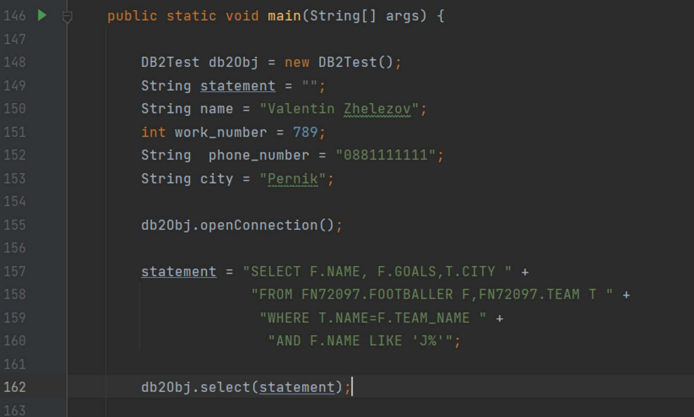 146 public static void main(String[] args) {
147
148 DB2Test db2Obj = new DB2Test();
149 String statement = "";
150 String name = "Valentin Zhelezov";
151 int work_number = 789;
152 String  phone_number = "0881111111";
153 String city = "Pernik";
154
155 db2Obj.openConnection();
156
157 statement = "SELECT F.NAME, F.GOALS,T.CITY " +
158 "FROM FN72097.FOOTBALLER F,FN72097.TEAM T " +
159 "WHERE T.NAME=F.TEAM_NAME " +
160 "AND F.NAME LIKE 'J%'";
161
162 db2Obj.select(statement);
163